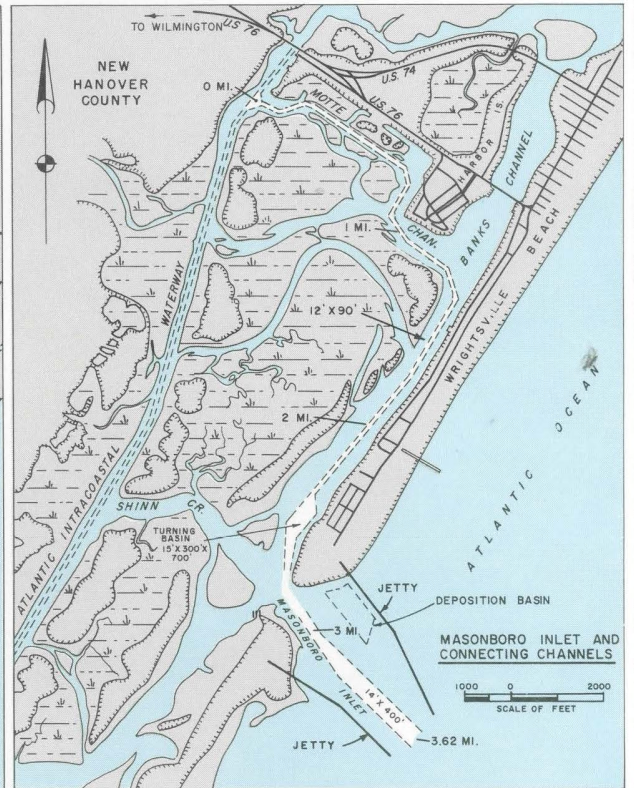 TO WILMINGTON
US 76
NEW
HANOVER
COUNTY
0 MI.
U.S. 74
US 76
MOTTE
CHAN.
HARBOR IS.
BANKS CHANNEL
1 MI.
WATERWAY
12' X 90'
WRIGHTSVILLE BEACH
2 MI.
ATLANTIC OCEAN
ATLANTIC INTRACOASTAL
SHINN CR.
TURNING
BASIN
15' X 300' X
700'
JETTY
DEPOSITION BASIN
MASONBORO INLET
3 MI
MASONBORO INLET AND
CONNECTING CHANNELS
1000 0 2000
SCALE OF FEET
14' X 400'
3.62 MI.
JETTY